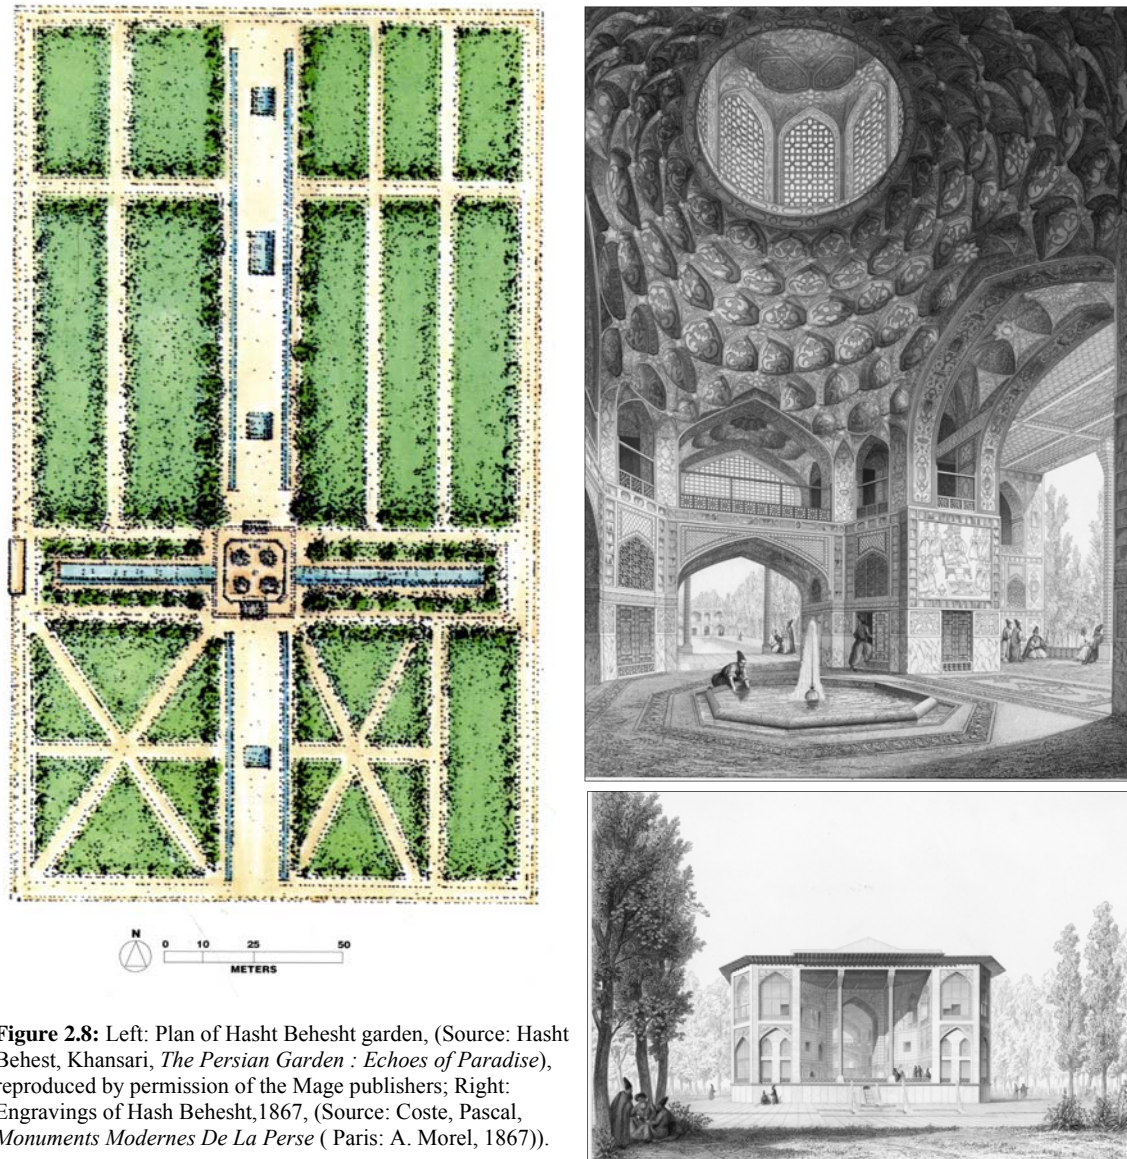 N
0 10 25 50
METERS
Figure 2.8: Left: Plan of Hasht Behesht garden, (Source: Hasht
Behest, Khansari, The Persian Garden : Echoes of Paradise),
reproduced by permission of the Mage publishers; Right:
Engravings of Hash Behesht,1867, (Source: Coste, Pascal,
Monuments Modernes De La Perse ( Paris: A. Morel, 1867)).